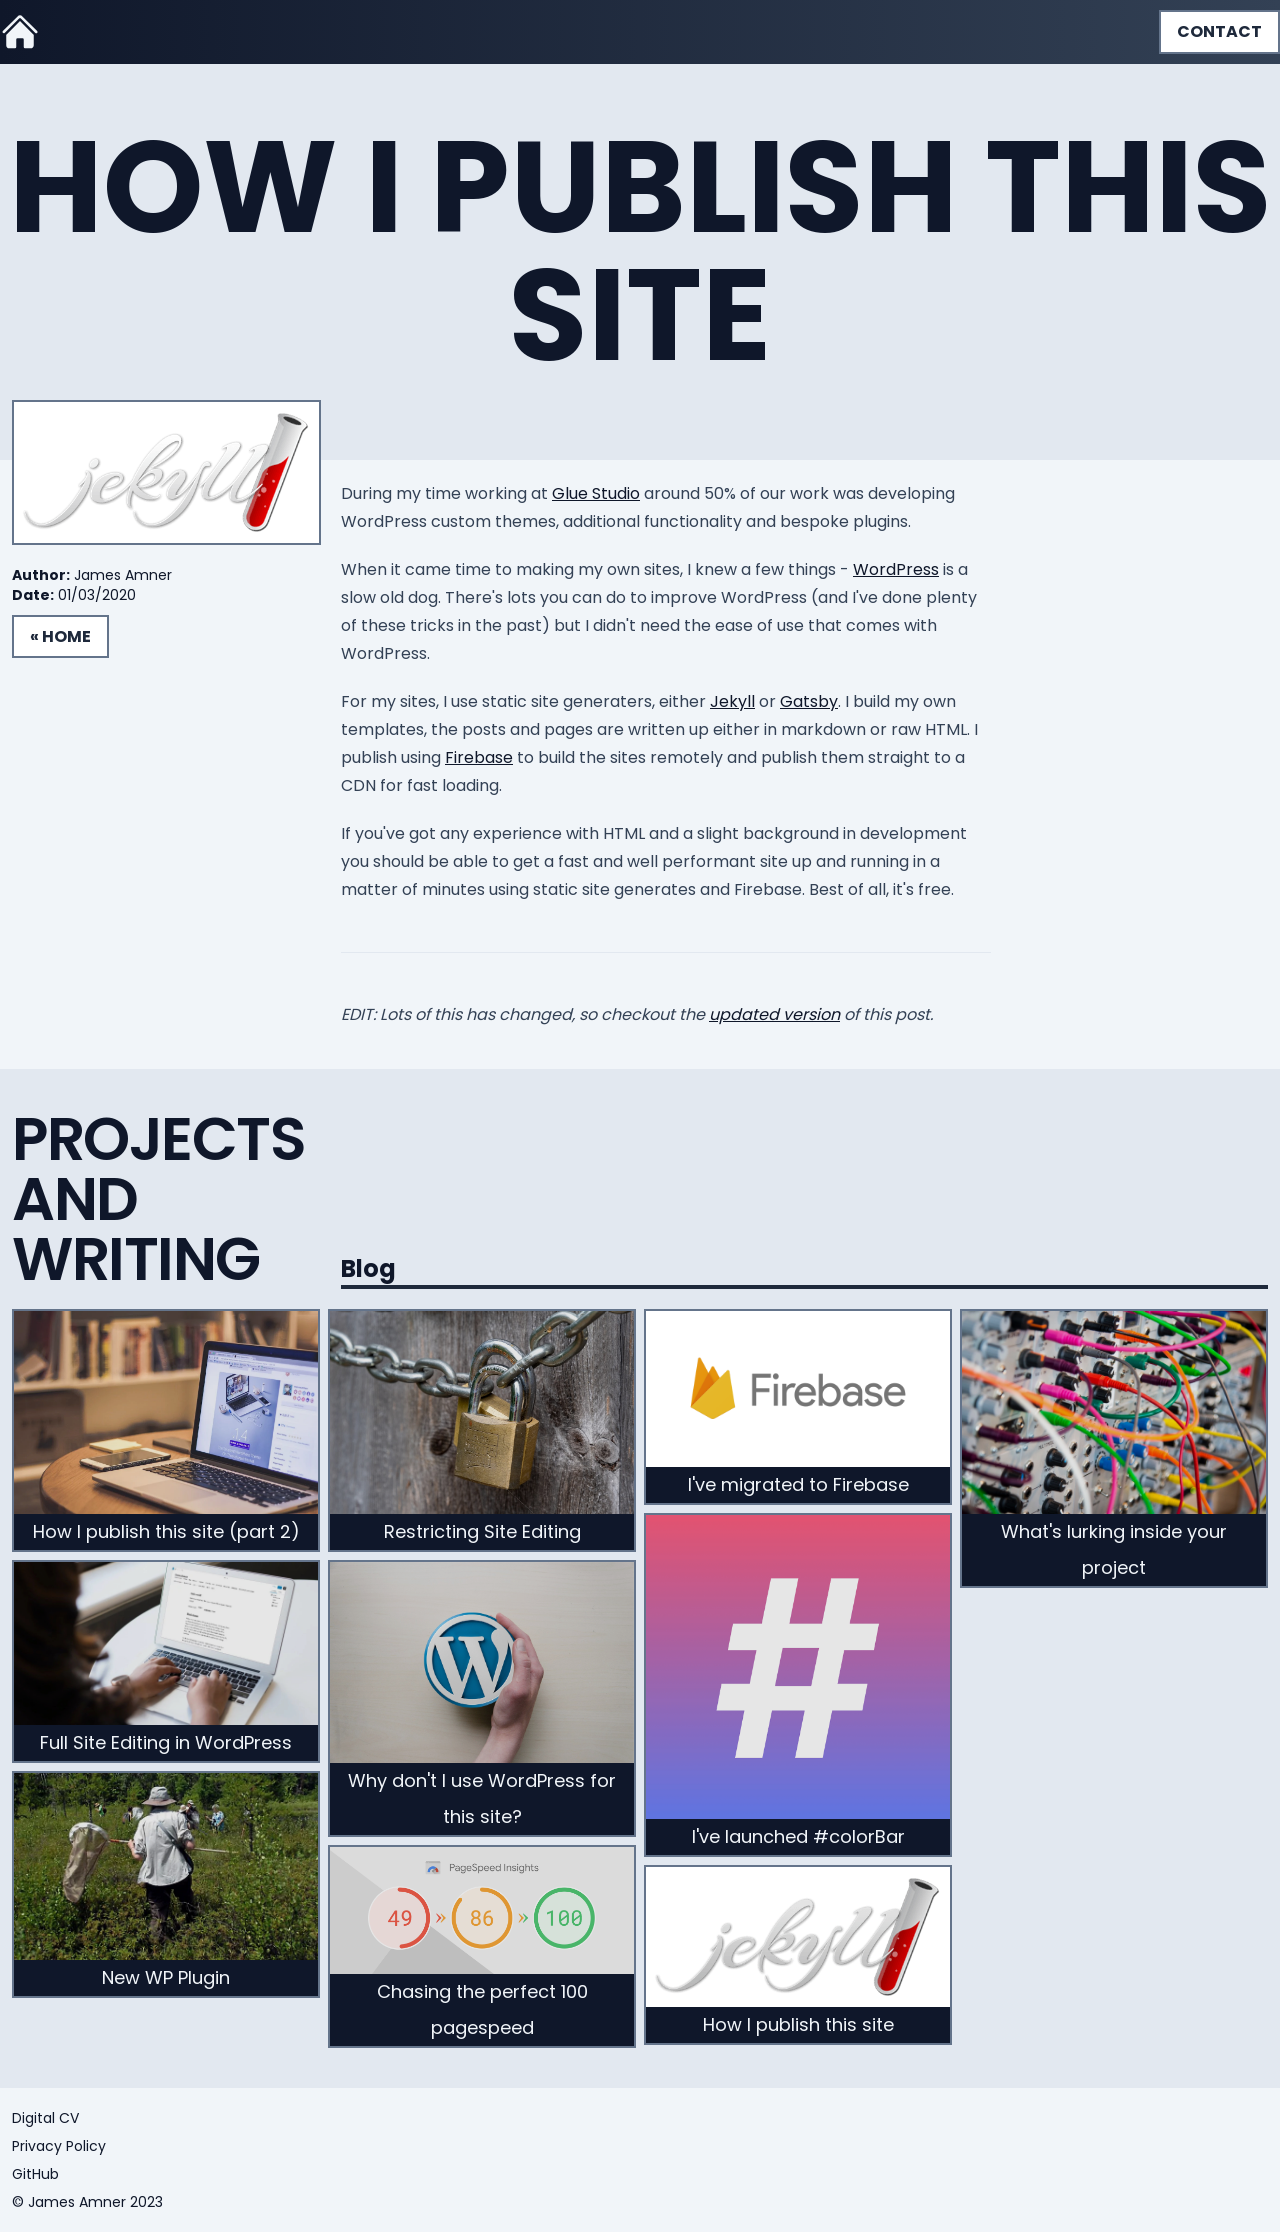 CONTACT
HOW I PUBLISH THIS
SITE
jekyll
Author: James Amner
Date: 01/03/2020
« HOME
During my time working at Glue Studio around 50% of our work was developing
WordPress custom themes, additional functionality and bespoke plugins.
When it came time to making my own sites, I knew a few things - WordPress is a
slow old dog. There's lots you can do to improve WordPress (and I've done plenty
of these tricks in the past) but I didn't need the ease of use that comes with
WordPress.
For my sites, I use static site generaters, either Jekyll or Gatsby. I build my own
templates, the posts and pages are written up either in markdown or raw HTML. I
publish using Firebase to build the sites remotely and publish them straight to a
CDN for fast loading.
If you've got any experience with HTML and a slight background in development
you should be able to get a fast and well performant site up and running in a
matter of minutes using static site generates and Firebase. Best of all, it's free.
EDIT: Lots of this has changed, so checkout the updated version of this post.
PROJECTS
AND
WRITING
Blog
How I publish this site (part 2)
Full Site Editing in WordPress
New WP Plugin
Restricting Site Editing
W
Why don't I use WordPress for
this site?
PageSpeed Insights
49 » 86 » 100
Chasing the perfect 100
pagespeed
Firebase
I've migrated to Firebase
#
I've launched #colorBar
jekyll
How I publish this site
What's lurking inside your
project
Digital CV
Privacy Policy
GitHub
© James Amner 2023